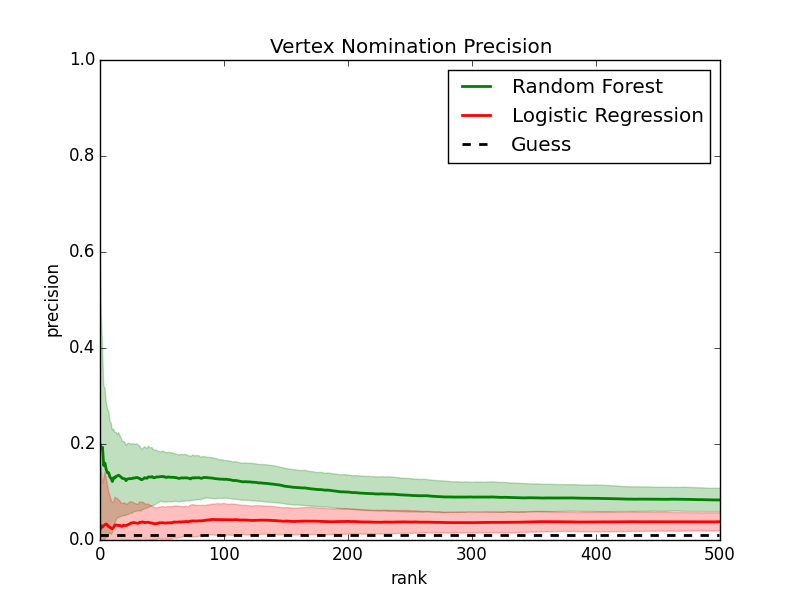 Vertex Nomination Precision
1.0
0.8
0.6
0.4
0.2
0.0
precision
Random Forest
Logistic Regression
Guess
0 100 200 300 400 500
rank